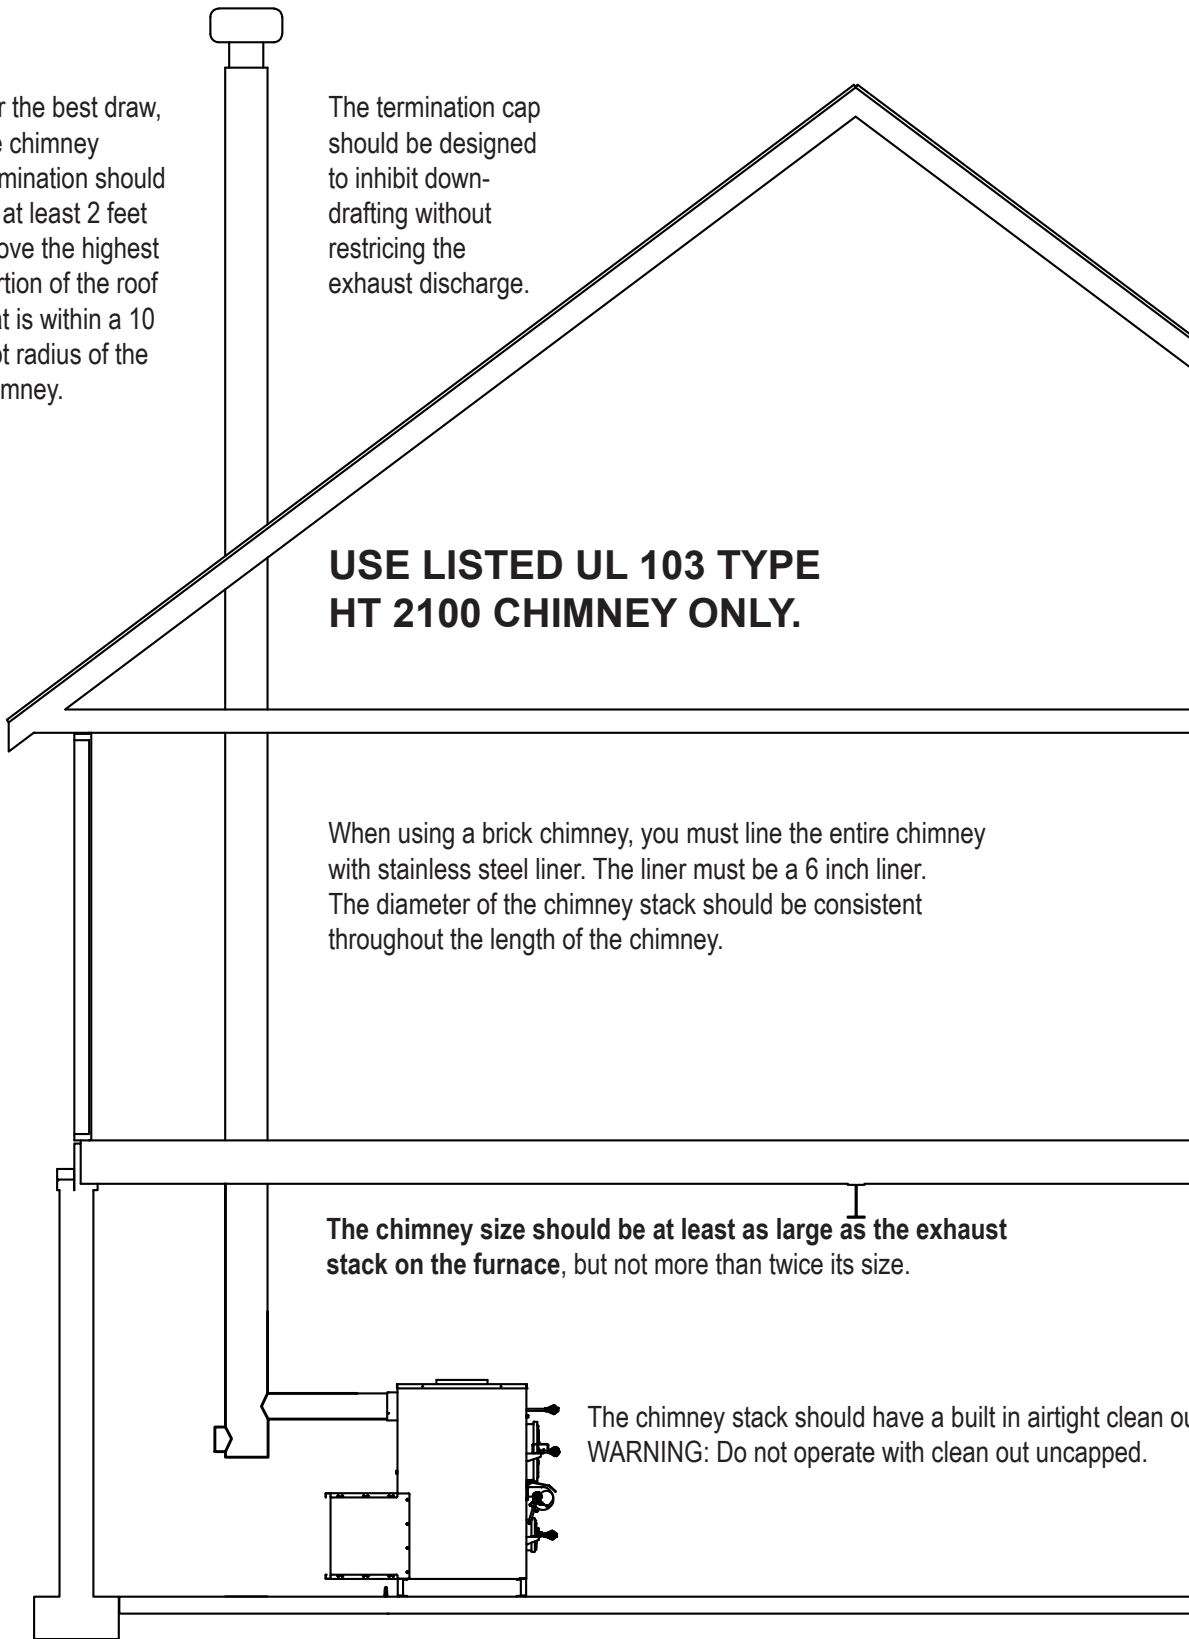 r the best draw,
e chimney
mination should
at least 2 feet
ove the highest
rtion of the roof
at is within a 10
ot radius of the
imney.
The termination cap
should be designed
to inhibit down-
drafting without
restricing the
exhaust discharge.
USE LISTED UL 103 TYPE
HT 2100 CHIMNEY ONLY.
When using a brick chimney, you must line the entire chimney
with stainless steel liner. The liner must be a 6 inch liner.
The diameter of the chimney stack should be consistent
throughout the length of the chimney.
The chimney size should be at least as large as the exhaust
stack on the furnace, but not more than twice its size.
The chimney stack should have a built in airtight clean ou
WARNING: Do not operate with clean out uncapped.